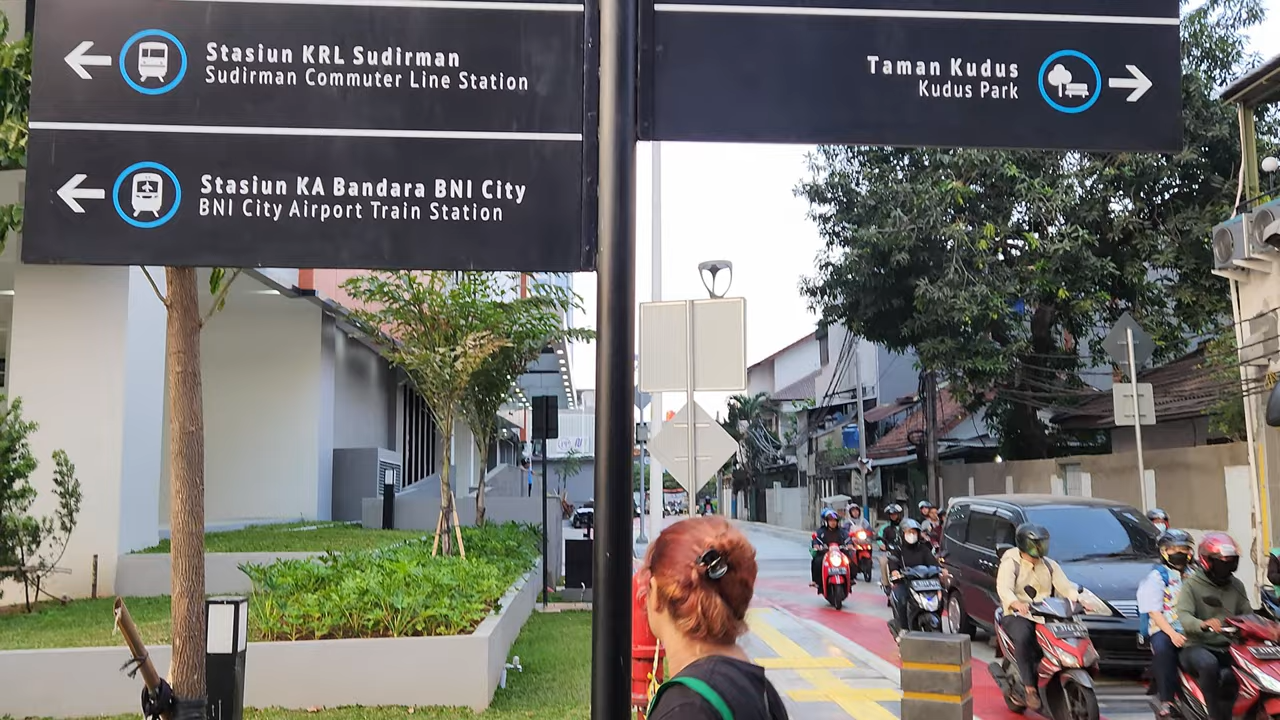 Stasiun KRL Sudirman
Sudirman Commuter Line Station
Stasiun KA Bandara BNI City
BNI City Airport Train Station
Taman Kudus
Kudus Park